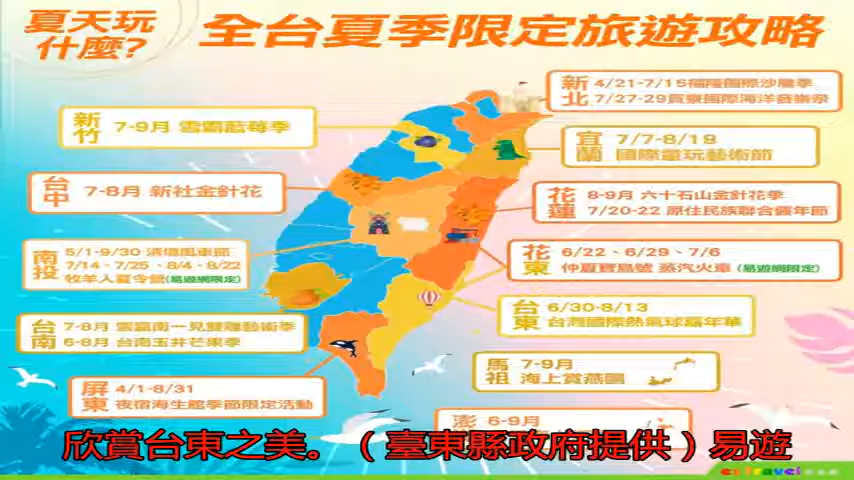 夏天玩
什麼?
全台夏季限定旅遊攻略
新北
4/21-7/15福隆國際沙雕季
7/27-29貢寮國際海洋音樂祭
新竹
7-9月 雪霸藍莓季
宜蘭
7/7-8/19
國際童玩藝術節
台中
7-8月 新社金針花
花蓮
8-9月 六十石山金針花季
7/20-22 原住民族聯合豐年節
南投
5/1-9/30 清境風車節
7/14、7/25 、8/4、8/22
牧羊人夏令營(易遊網限定)
花東
6/22、6/29、7/6
仲夏寶島號 蒸汽火車 (易遊網限定)
台東
6/30-8/13
台灣國際熱氣球嘉年華
台南
7-8月 雲嘉南一見雙雕藝術季
6-8月 台南玉井芒果季
馬祖
7-9月
海上賞燕鷗
屏東
4/1-8/31
夜宿海生館季節限定活動
澎
6-9月
欣賞台東之美。（臺東縣政府提供）易遊
eztravel